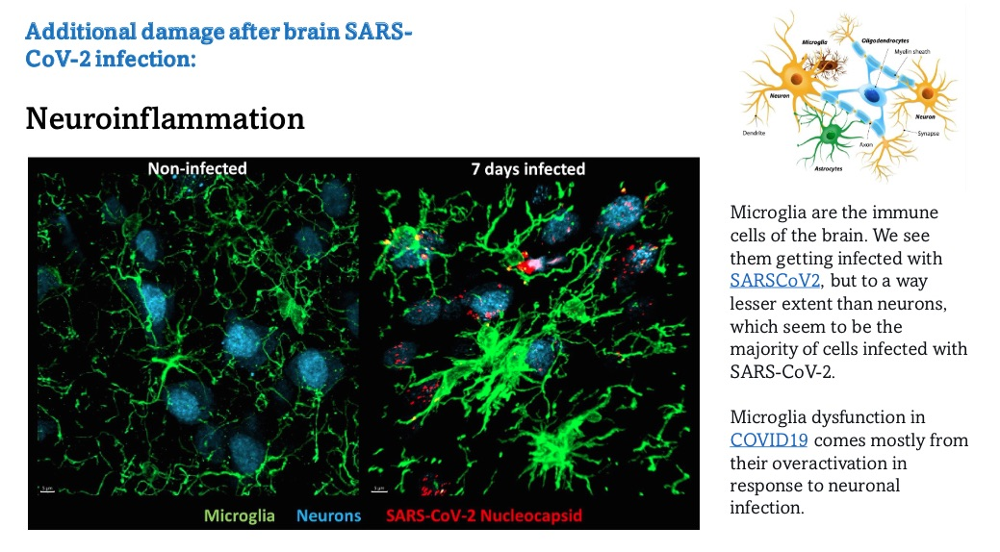 Additional damage after brain SARS-
CoV-2 infection:
Neuroinflammation
Non-infected
7 days infected
5 µm
5 µm
Microglia
Neurons
SARS-CoV-2 Nucleocapsid
Microglia
Oligodendrocytes
Myelin sheath
Neuron
Neuron
Dendrite
Synapse
Axon
Astrocytes
Microglia are the immune
cells of the brain. We see
them getting infected with
SARSCoV2, but to a way
lesser extent than neurons,
which seem to be the
majority of cells infected with
SARS-CoV-2.
Microglia dysfunction in
COVID19 comes mostly from
their overactivation in
response to neuronal
infection.